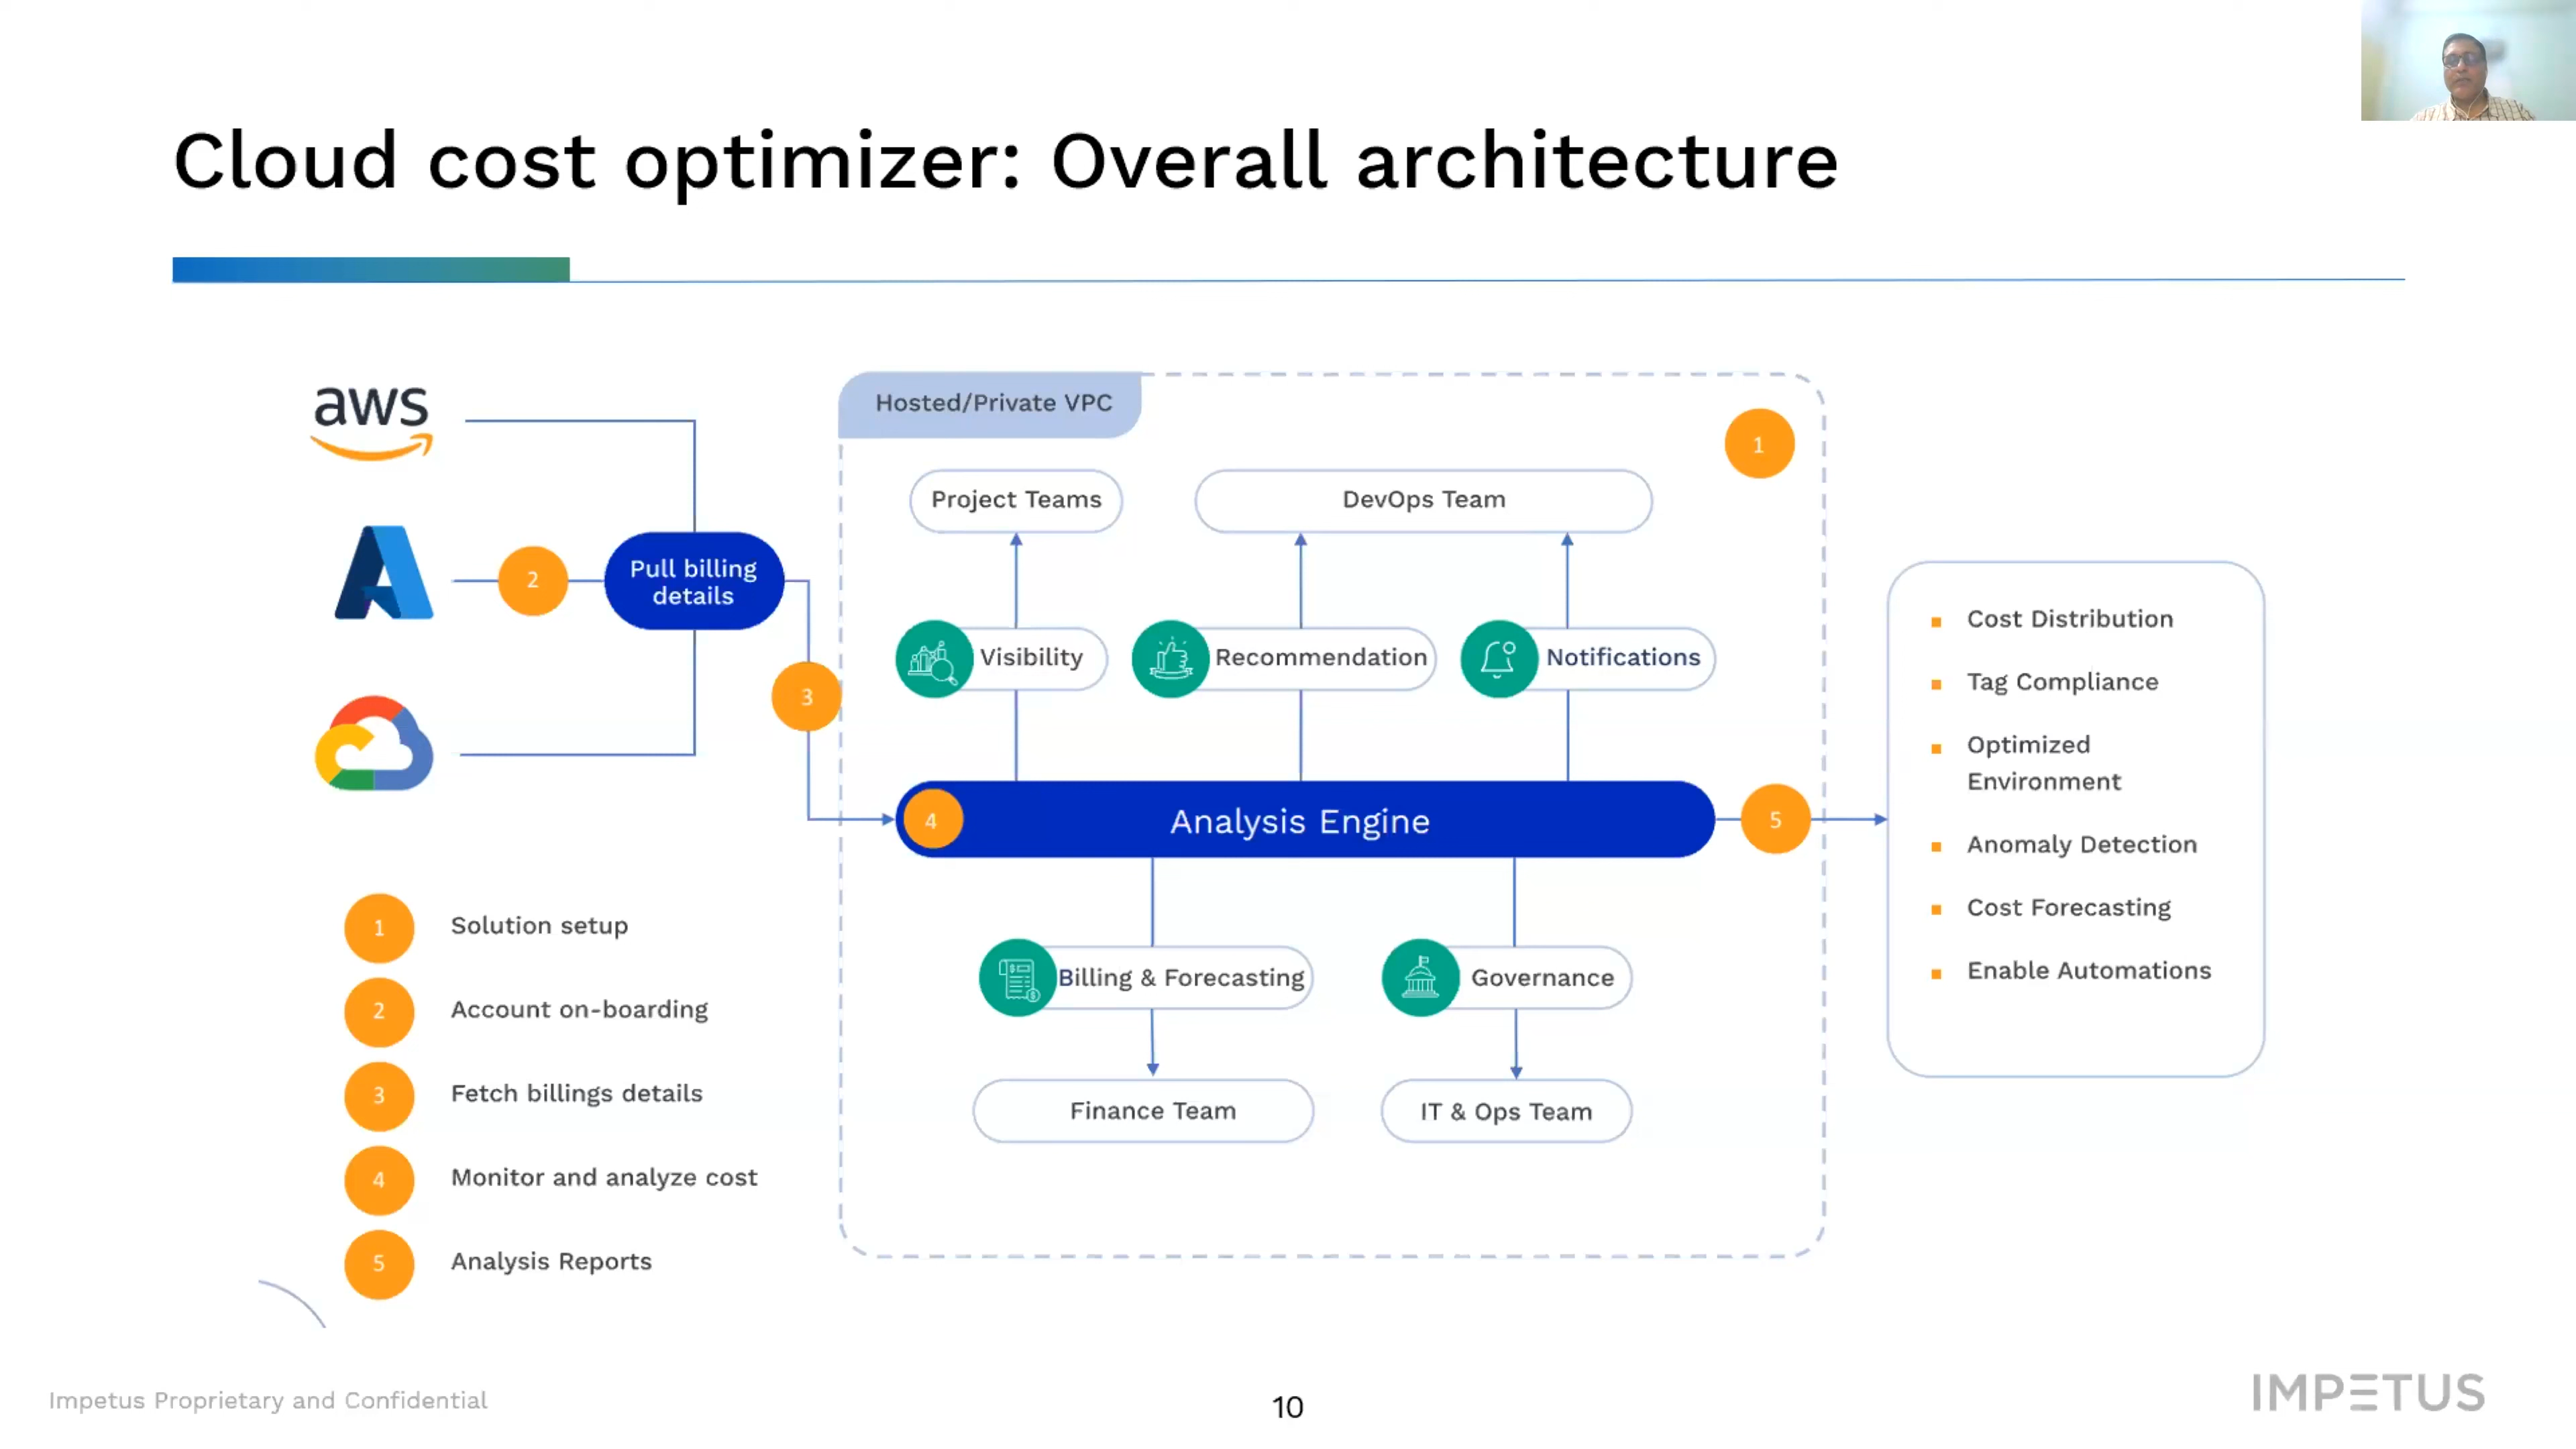 Cloud cost optimizer: Overall architecture
aws
Pull billing
details
2
3
Hosted/Private VPC
1
Project Teams
DevOps Team
Visibility
Recommendation
Notifications
4
Analysis Engine
5
Billing & Forecasting
Governance
Finance Team
IT & Ops Team
Cost Distribution
Tag Compliance
Optimized
Environment
Anomaly Detection
Cost Forecasting
Enable Automations
1 Solution setup
2 Account on-boarding
3 Fetch billings details
4 Monitor and analyze cost
5 Analysis Reports
Impetus Proprietary and Confidential
10
IMPETUS